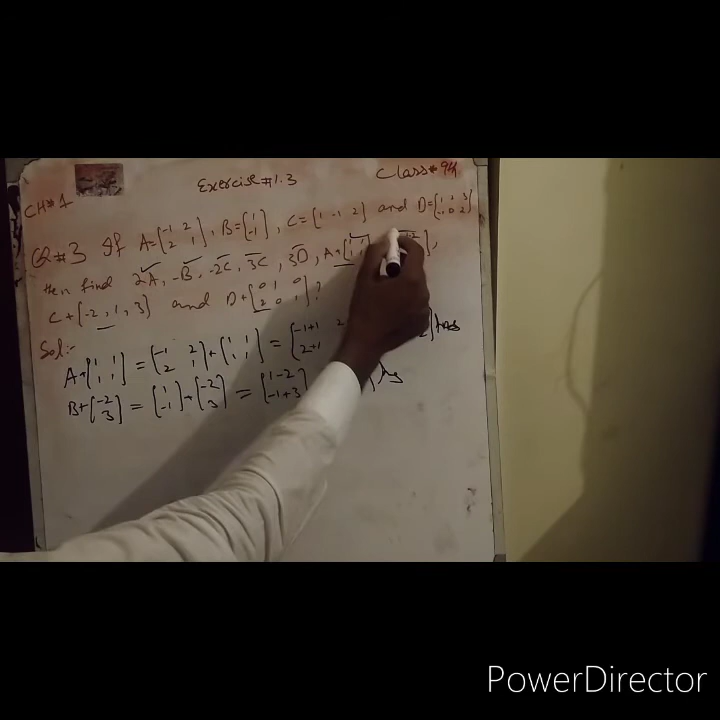 CH#1 Exercise#1.3 Class#9th
Q#3 If A=[-1 2 2 1], B=[1 -1], C=[1 -1 2] and D=[1 2 3 -1 0 2]
then find 2A, -B, -2C, 3C, 3D, A+[1 1 1 1],
C+[-2, 1, 3] and D+[0 1 0 2 0 1]?
Sol:-
A+[1 1 1 1] = [-1 2 2 1]+[1 1 1 1] = [-1+1 2 2+1 Ans
B+[-2 3] = [1 -1]+[-2 3] = [1-2 -1+3]
PowerDirector